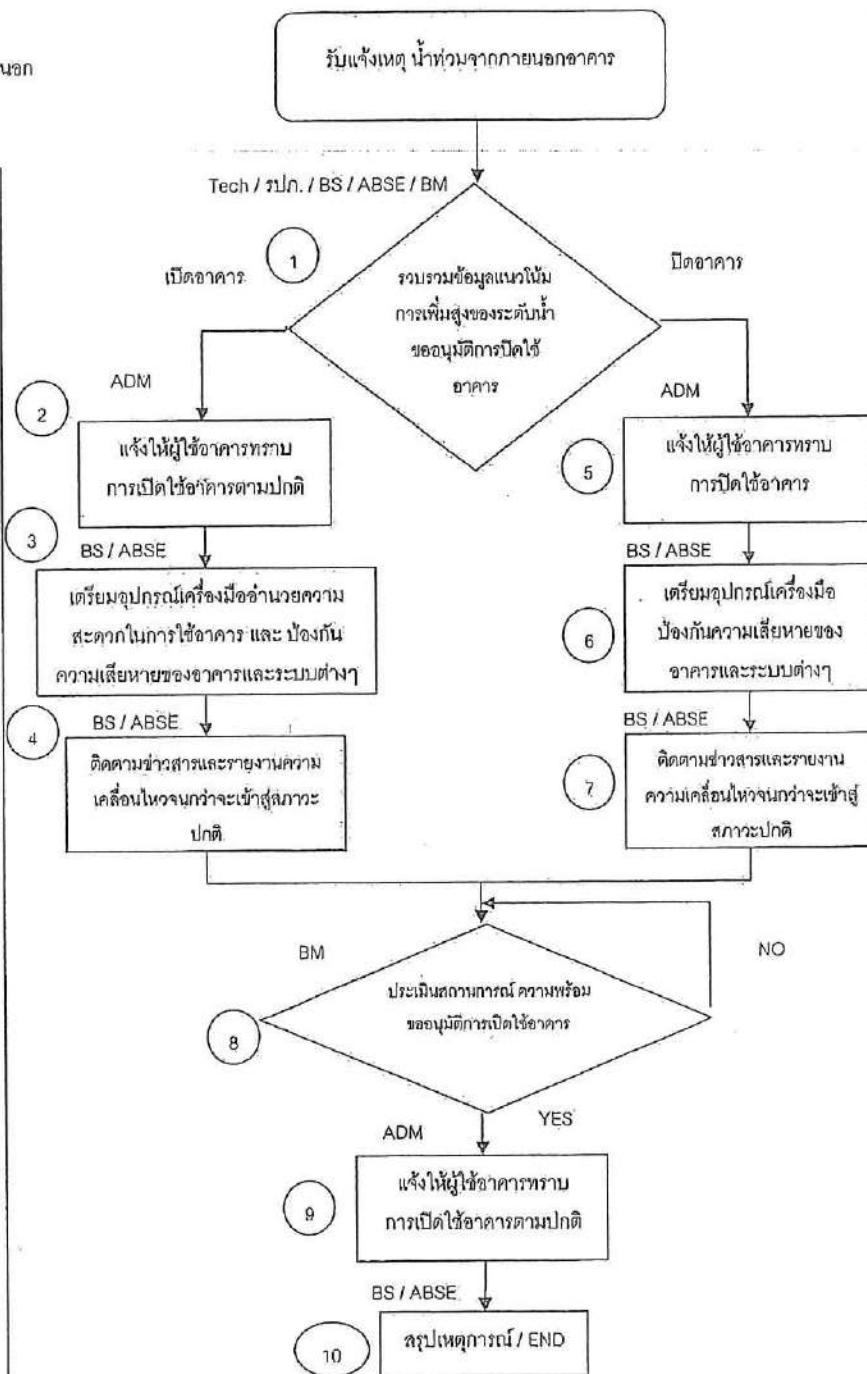 นอก
รับแจ้งเหตุ น้ำท่วมจากภายนอกอาคาร
Tech / รปภ. / BS / ABSE / BM
1
เปิดอาคาร
ปิดอาคาร
รวบรวมข้อมูลแนวโน้ม
การเพิ่มสูงของระดับน้ำ
ขออนุมัติการปิดใช้
อาคาร
ADM
2
แจ้งให้ผู้ใช้อาคารทราบ
การเปิดใช้อาคารตามปกติ
ADM
5
แจ้งให้ผู้ใช้อาคารทราบ
การปิดใช้อาคาร
3
BS / ABSE
เตรียมอุปกรณ์เครื่องมืออำนวยความ
สะดวกในการใช้อาคาร และ ป้องกัน
ความเสียหายของอาคารและระบบต่างๆ
BS / ABSE
6
เตรียมอุปกรณ์เครื่องมือ
ป้องกันความเสียหายของ
อาคารและระบบต่างๆ
4
BS / ABSE
ติดตามข่าวสารและรายงานความ
เคลื่อนไหวจนกว่าจะเข้าสู่สภาวะ
ปกติ
BS / ABSE
7
ติดตามข่าวสารและรายงาน
ความเคลื่อนไหวจนกว่าจะเข้าสู่
สภาวะปกติ
BM
NO
ประเมินสถานการณ์ ความพร้อม
ขออนุมัติการเปิดใช้อาคาร
8
YES
ADM
9
แจ้งให้ผู้ใช้อาคารทราบ
การเปิดใช้อาคารตามปกติ
BS / ABSE
10
สรุปเหตุการณ์ / END